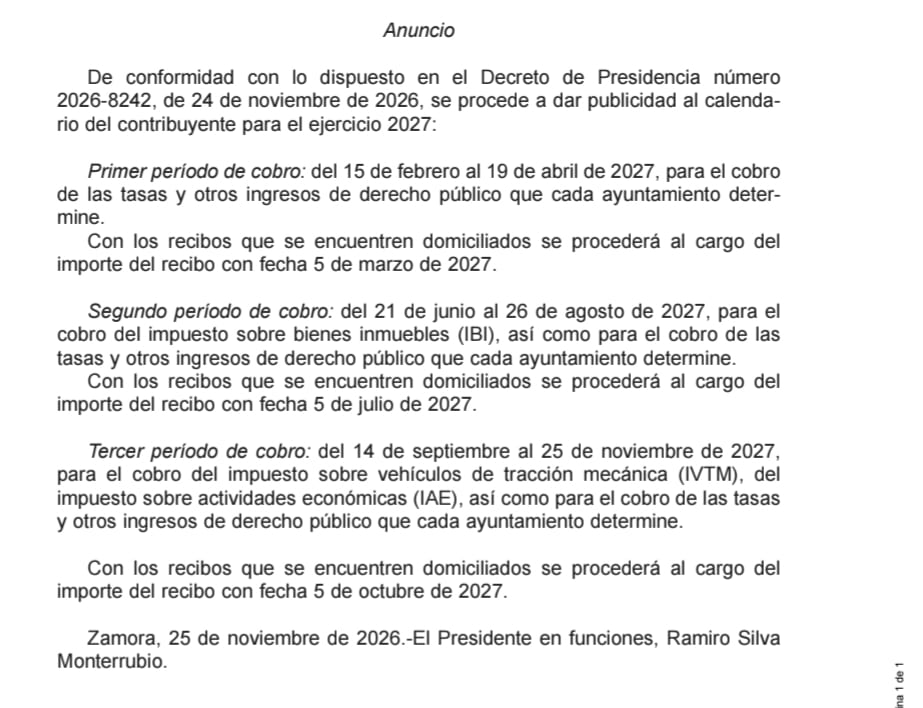 Anuncio
De conformidad con lo dispuesto en el Decreto de Presidencia número
2026-8242, de 24 de noviembre de 2026, se procede a dar publicidad al calenda-
rio del contribuyente para el ejercicio 2027:
Primer período de cobro: del 15 de febrero al 19 de abril de 2027, para el cobro
de las tasas y otros ingresos de derecho público que cada ayuntamiento deter-
mine.
Con los recibos que se encuentren domiciliados se procederá al cargo del
importe del recibo con fecha 5 de marzo de 2027.
Segundo período de cobro: del 21 de junio al 26 de agosto de 2027, para el
cobro del impuesto sobre bienes inmuebles (IBI), así como para el cobro de las
tasas y otros ingresos de derecho público que cada ayuntamiento determine.
Con los recibos que se encuentren domiciliados se procederá al cargo del
importe del recibo con fecha 5 de julio de 2027.
Tercer período de cobro: del 14 de septiembre al 25 de noviembre de 2027,
para el cobro del impuesto sobre vehículos de tracción mecánica (IVTM), del
impuesto sobre actividades económicas (IAE), así como para el cobro de las tasas
y otros ingresos de derecho público que cada ayuntamiento determine.
Con los recibos que se encuentren domiciliados se procederá al cargo del
importe del recibo con fecha 5 de octubre de 2027.
Zamora, 25 de noviembre de 2026.-El Presidente en funciones, Ramiro Silva
Monterrubio.
ina 1 de 1